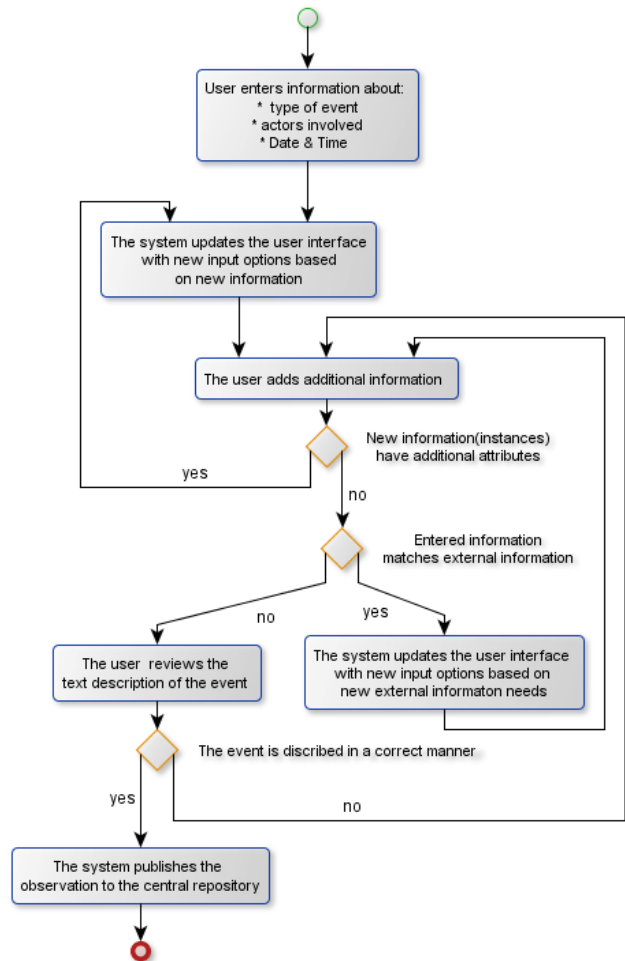 User enters information about:
* type of event
* actors involved
* Date & Time
The system updates the user interface
with new input options based
on new information
The user adds additional information
New information(instances)
have additional attributes
yes
no
Entered information
matches external information
no
yes
The user reviews the
text description of the event
The system updates the user interface
with new input options based on
new external informaton needs
The event is discribed in a correct manner
yes
no
The system publishes the
observation to the central repository